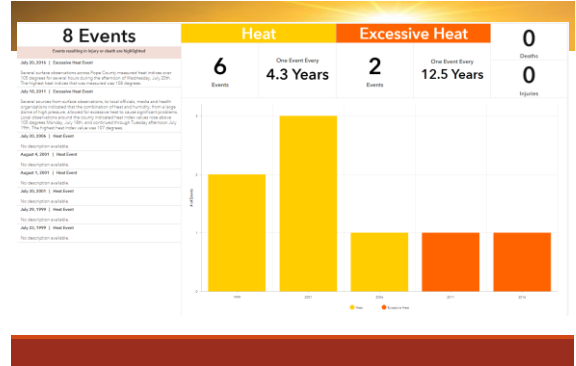 8 Events
Events resulting in injury or death are highlighted
July 20, 2016 | Excessive Heat Event
Several surface observations across Pope County measured heat indices over
105 degrees for several hours during the afternoon of Wednesday, July 20th.
The highest heat indices that was measured was 108 degrees.
July 18, 2011 | Excessive Heat Event
Several sources from surface observations, to local officials, media and health
organizations indicated that the combination of heat and humidity, from a large
dome of high pressure, allowed for excessive heat to cause significant problems.
Local observations around the county indicated heat index values rose above
105 degrees Monday, July 18th, and continued through Tuesday afternoon July
19th. The highest heat index value was 107 degrees.
July 30, 2006 | Heat Event
No description available.
August 4, 2001 | Heat Event
No description available.
August 1, 2001 | Heat Event
No description available.
July 30, 2001 | Heat Event
No description available.
July 29, 1999 | Heat Event
No description available.
July 23, 1999 | Heat Event
No description available.
Heat
6
Events
One Event Every
4.3 Years
Excessive Heat
2
Events
One Event Every
12.5 Years
0
Deaths
0
Injuries
# of Events
3
2
1
0
1999
2001
2006
2011
2016
Heat
Excessive Heat